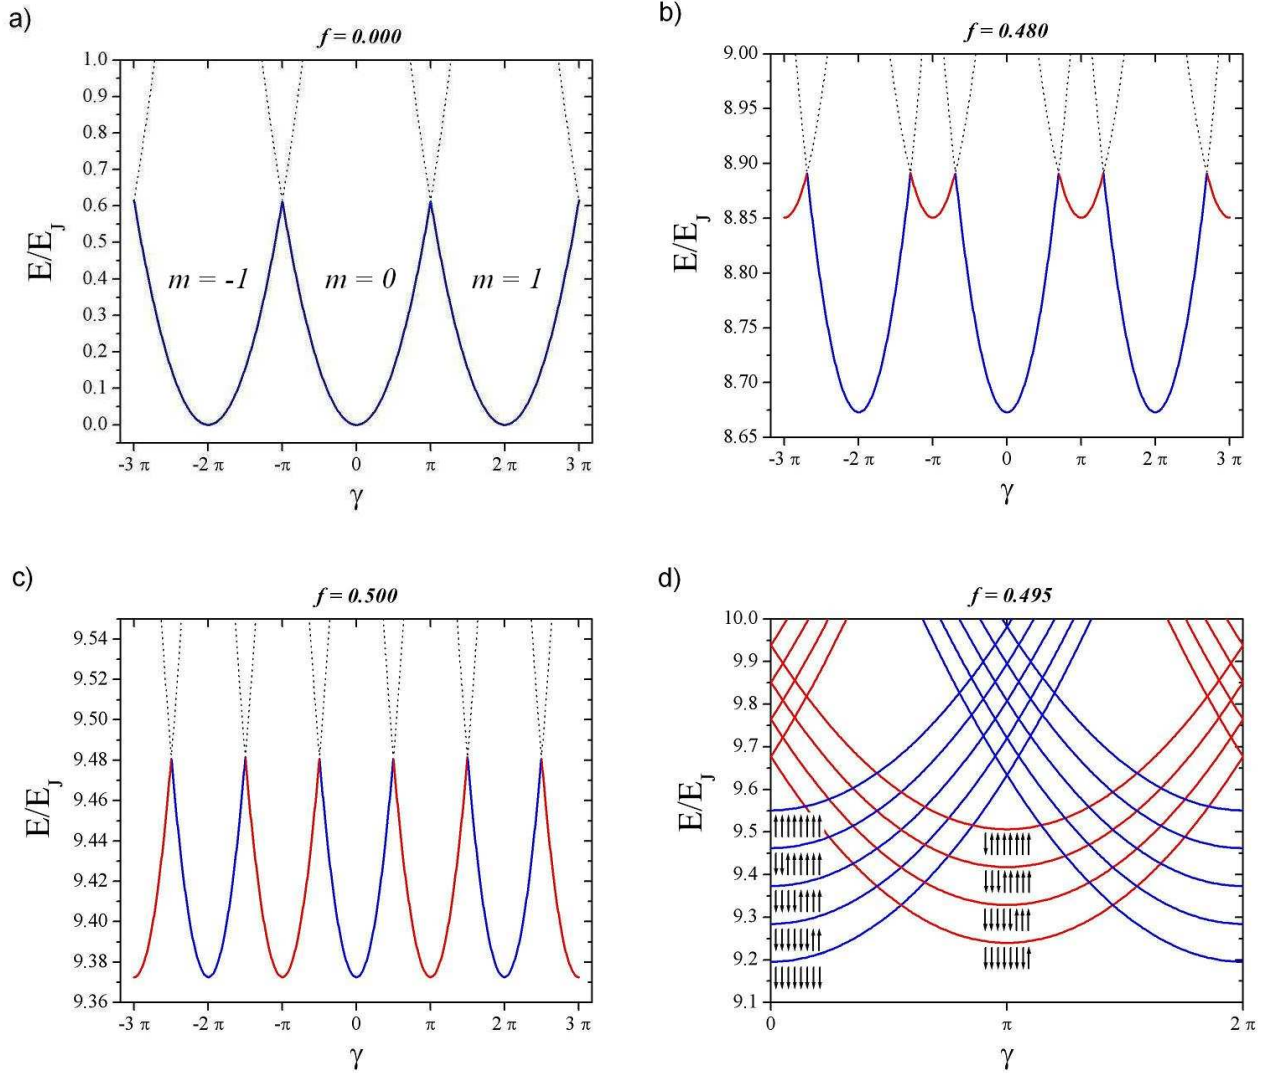 a)
f = 0.000
1.0
0.9
0.8
0.7
0.6
0.5
0.4
0.3
0.2
0.1
0.0
E/E_J
m = -1
m = 0
m = 1
-3 π
-2 π
-π
0
π
2 π
3 π
γ
b)
f = 0.480
9.00
8.95
8.90
8.85
8.80
8.75
8.70
8.65
E/E_J
-3 π
-2 π
-π
0
π
2 π
3 π
γ
c)
f = 0.500
9.54
9.52
9.50
9.48
9.46
9.44
9.42
9.40
9.38
9.36
E/E_J
-3 π
-2 π
-π
0
π
2 π
3 π
γ
d)
f = 0.495
10.0
9.9
9.8
9.7
9.6
9.5
9.4
9.3
9.2
9.1
E/E_J
↑↑↑↑↑↑↑↑
↓↓↑↑↑↑↑↑
↓↓↓↓↑↑↑↑
↓↓↓↓↓↓↑↑
↓↓↓↓↓↓↓↓
↓↑↑↑↑↑↑↑
↓↓↓↑↑↑↑↑
↓↓↓↓↓↑↑↑
↓↓↓↓↓↓↓↑
0
π
2 π
γ